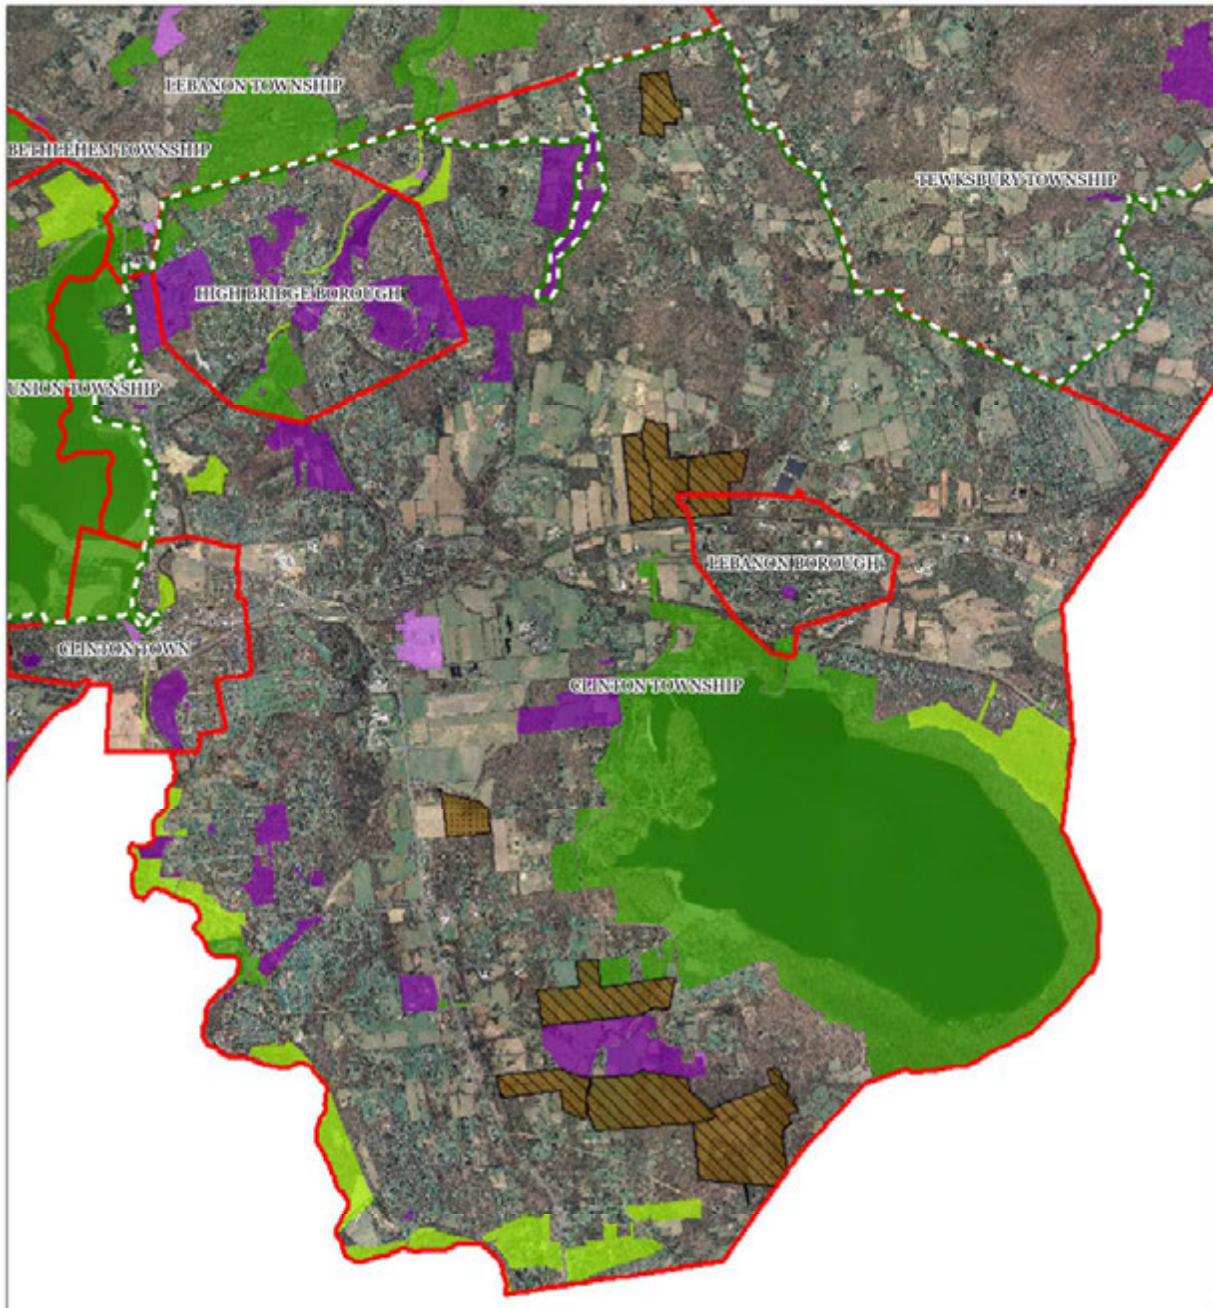 LEBANON TOWNSHIP
BETHLEHEM TOWNSHIP
TEWKSBURY TOWNSHIP
HIGH BRIDGE BOROUGH
UNION TOWNSHIP
LEBANON BOROUGH
CLINTON TOWN
CLINTON TOWNSHIP